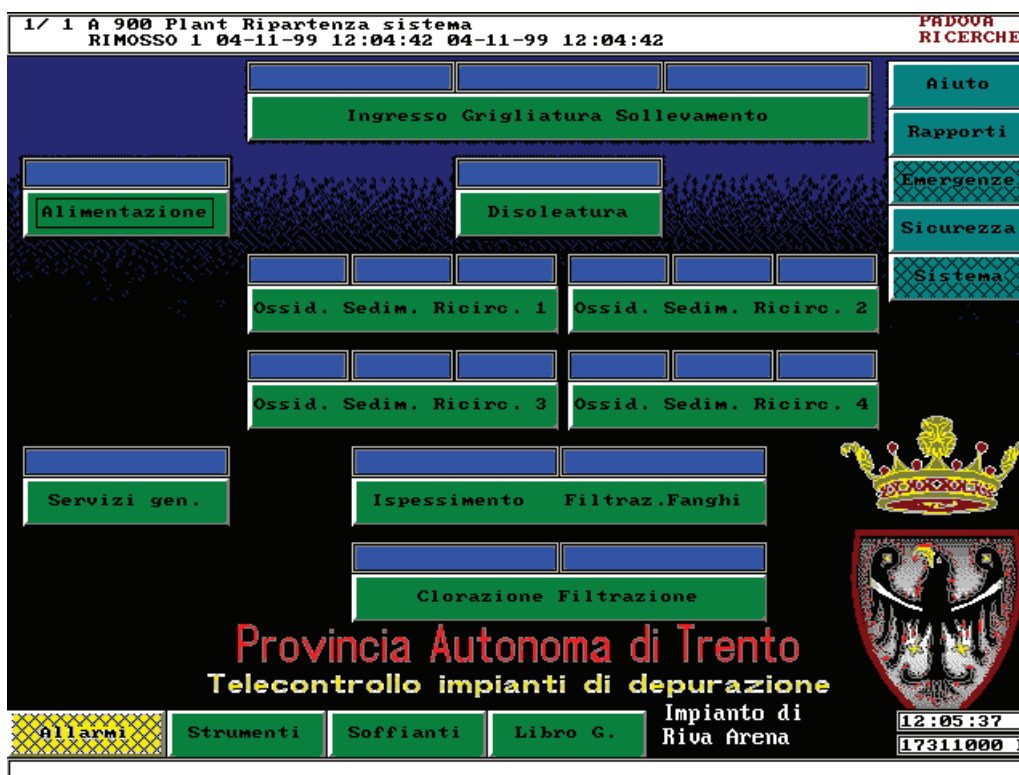 1/ 1 A 900 Plant Ripartenza sistema
RIMOSSO 1 04-11-99 12:04:42 04-11-99 12:04:42
PADOVA
RICERCHE
Aiuto
Ingresso Grigliatura Sollevamento
Rapporti
Emergenze
Alimentazione
Disoleatura
Sicurezza
Sistema
Ossid. Sedim. Ricirc. 1
Ossid. Sedim. Ricirc. 2
Ossid. Sedim. Ricirc. 3
Ossid. Sedim. Ricirc. 4
Servizi gen.
Ispessimento Filtraz.Fanghi
Clorazione Filtrazione
Provincia Autonoma di Trento
Telecontrollo impianti di depurazione
Allarmi
Strumenti
Soffianti
Libro G.
Impianto di
Riva Arena
12:05:37
17311000